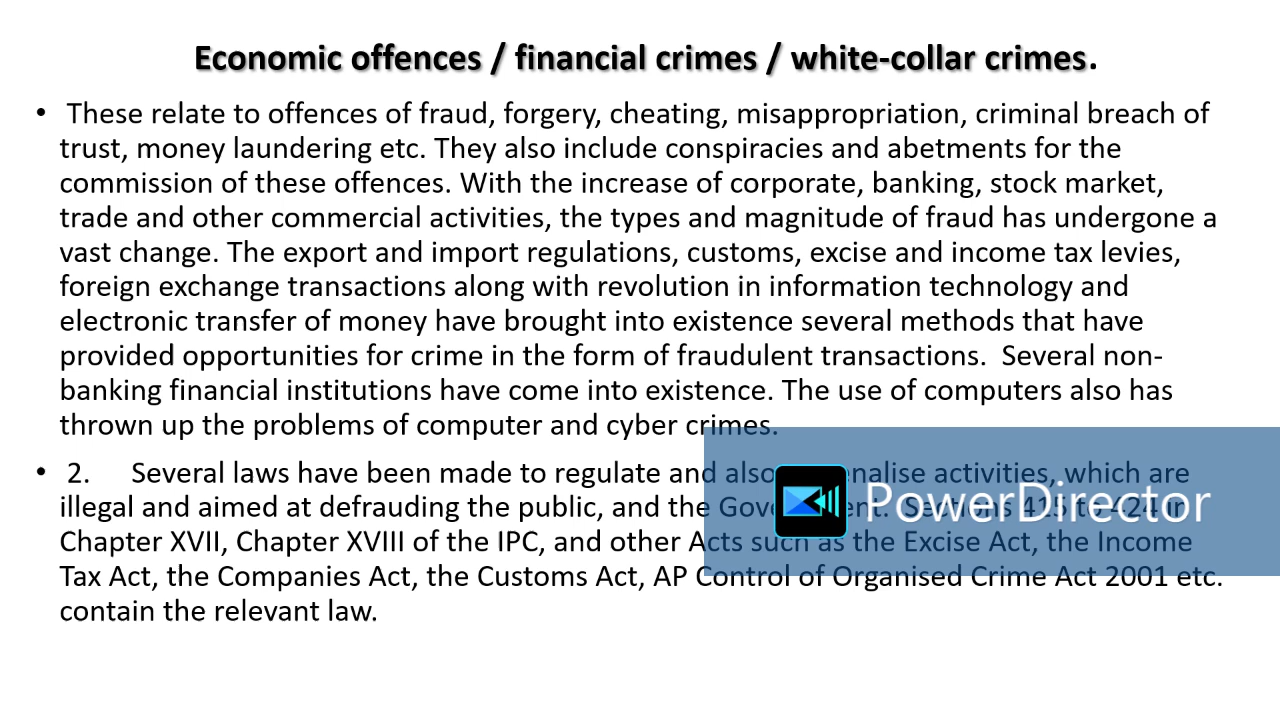 Economic offences / financial crimes / white-collar crimes.
• These relate to offences of fraud, forgery, cheating, misappropriation, criminal breach of
trust, money laundering etc. They also include conspiracies and abetments for the
commission of these offences. With the increase of corporate, banking, stock market,
trade and other commercial activities, the types and magnitude of fraud has undergone a
vast change. The export and import regulations, customs, excise and income tax levies,
foreign exchange transactions along with revolution in information technology and
electronic transfer of money have brought into existence several methods that have
provided opportunities for crime in the form of fraudulent transactions.  Several non-
banking financial institutions have come into existence. The use of computers also has
thrown up the problems of computer and cyber crimes.
• 2. Several laws have been made to regulate and also activities, which are
illegal and aimed at defrauding the public, and the Sections 415 to 424 in
Chapter XVII, Chapter XVIII of the IPC, and other Acts such as the Excise Act, the Income
Tax Act, the Companies Act, the Customs Act, AP Control of Organised Crime Act 2001 etc.
contain the relevant law.
PowerDirector